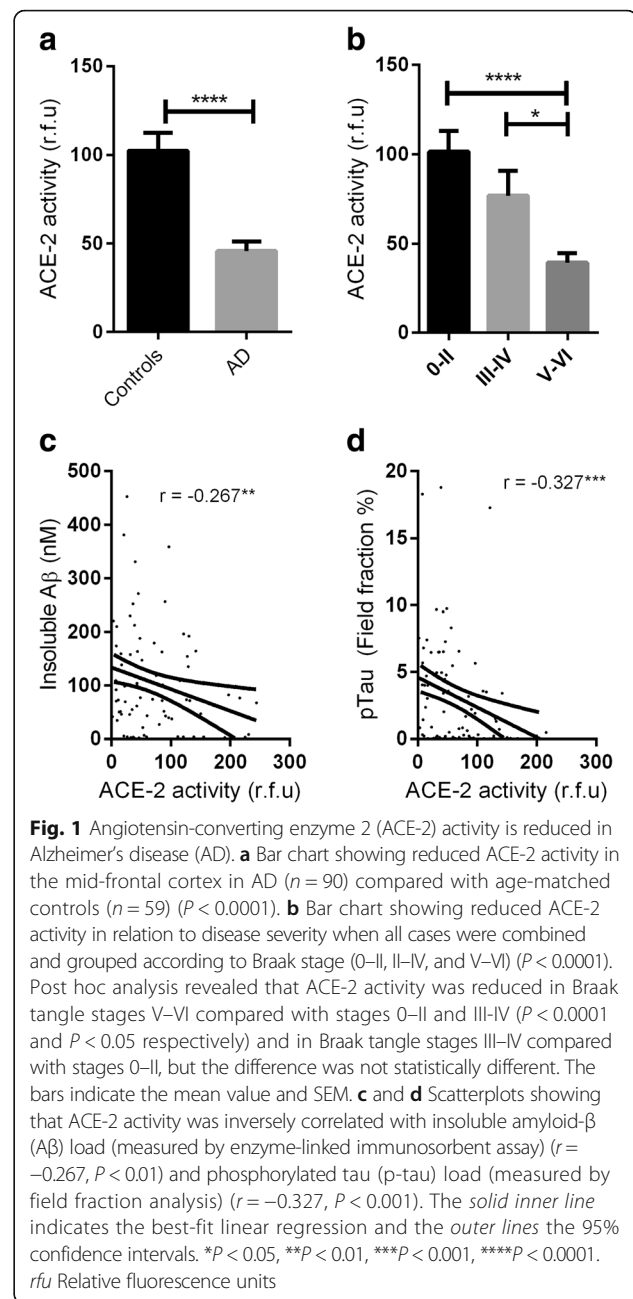 a
b
150
100
50
0
ACE-2 activity (r.f.u)
****
Controls
AD
150
100
50
0
ACE-2 activity (r.f.u)
****
*
0-II
III-IV
V-VI
c
d
500
400
300
200
100
0
Insoluble Aβ (nM)
r = -0.267**
0 100 200 300
ACE-2 activity (r.f.u)
20
15
10
5
0
pTau (Field fraction %)
r = -0.327***
0 100 200 300
ACE-2 activity (r.f.u)
Fig. 1 Angiotensin-converting enzyme 2 (ACE-2) activity is reduced in
Alzheimer's disease (AD). a Bar chart showing reduced ACE-2 activity in
the mid-frontal cortex in AD (n = 90) compared with age-matched
controls (n = 59) (P < 0.0001). b Bar chart showing reduced ACE-2
activity in relation to disease severity when all cases were combined
and grouped according to Braak stage (0–II, II–IV, and V–VI) (P < 0.0001).
Post hoc analysis revealed that ACE-2 activity was reduced in Braak
tangle stages V–VI compared with stages 0–II and III-IV (P < 0.0001
and P < 0.05 respectively) and in Braak tangle stages III–IV compared
with stages 0–II, but the difference was not statistically different. The
bars indicate the mean value and SEM. c and d Scatterplots showing
that ACE-2 activity was inversely correlated with insoluble amyloid-β
(Aβ) load (measured by enzyme-linked immunosorbent assay) (r =
−0.267, P < 0.01) and phosphorylated tau (p-tau) load (measured by
field fraction analysis) (r = −0.327, P < 0.001). The solid inner line
indicates the best-fit linear regression and the outer lines the 95%
confidence intervals. *P < 0.05, **P < 0.01, ***P < 0.001, ****P < 0.0001.
rfu Relative fluorescence units